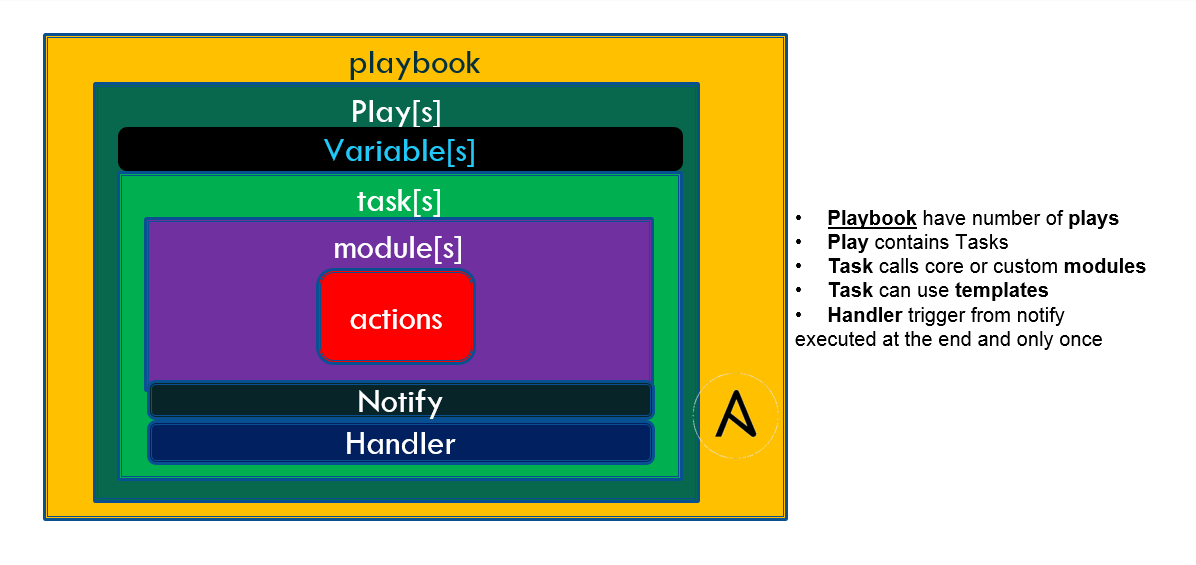 playbook
Play[s]
Variable[s]
task[s]
module[s]
actions
Notify
Handler
• Playbook have number of plays
• Play contains Tasks
• Task calls core or custom modules
• Task can use templates
• Handler trigger from notify
executed at the end and only once